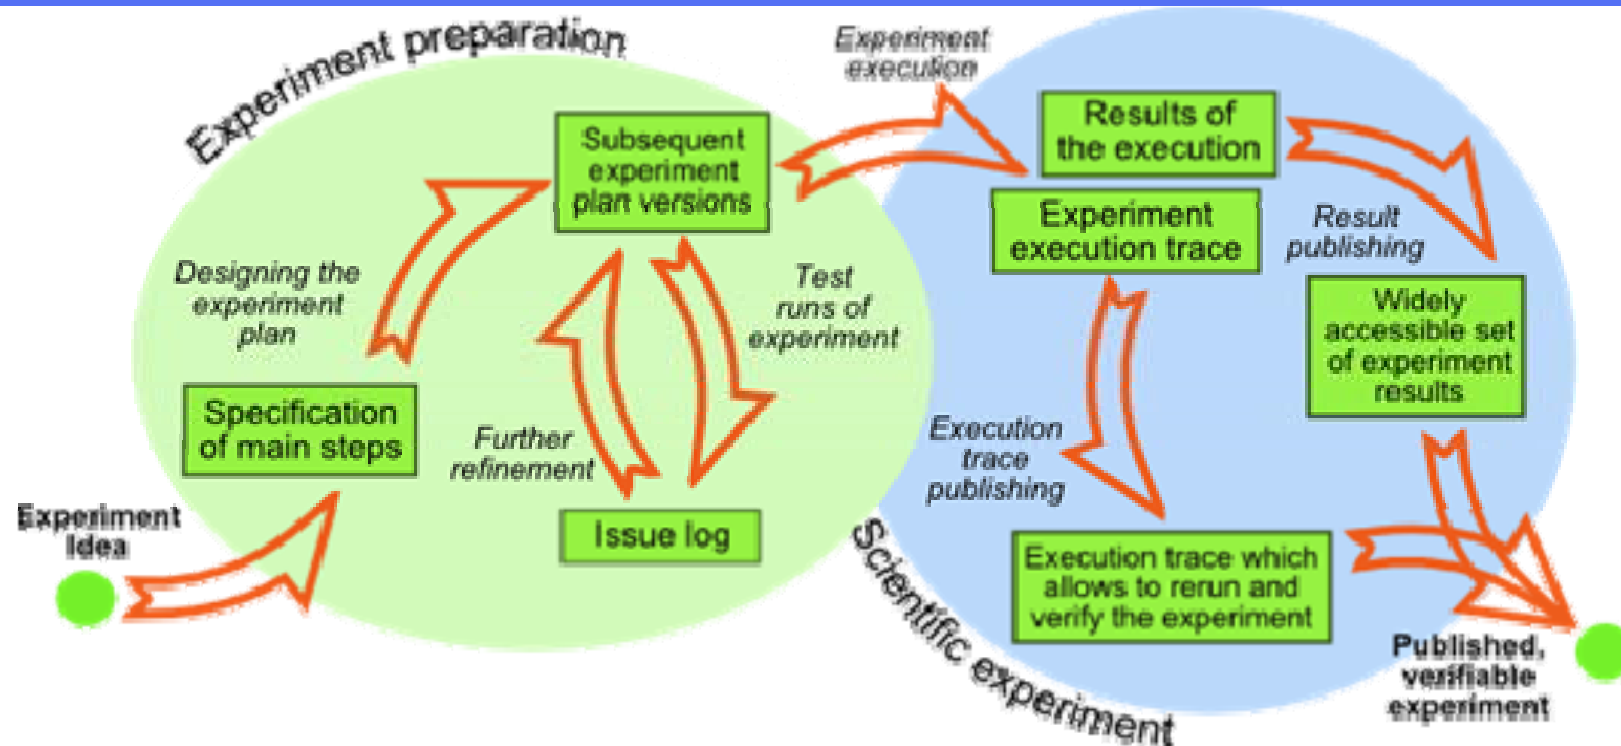 Experiment preparation
Experiment
execution
Subsequent
experiment
plan versions
Results of
the execution
Experiment
execution trace
Result
publishing
Designing the
experiment
plan
Test
runs of
experiment
Widely
accessible set
of experiment
results
Specification
of main steps
Further
refinement
Execution
trace
publishing
Experiment
Idea
Issue log
Execution trace which
allows to rerun and
verify the experiment
Scientific experiment
Published,
verifiable
experiment